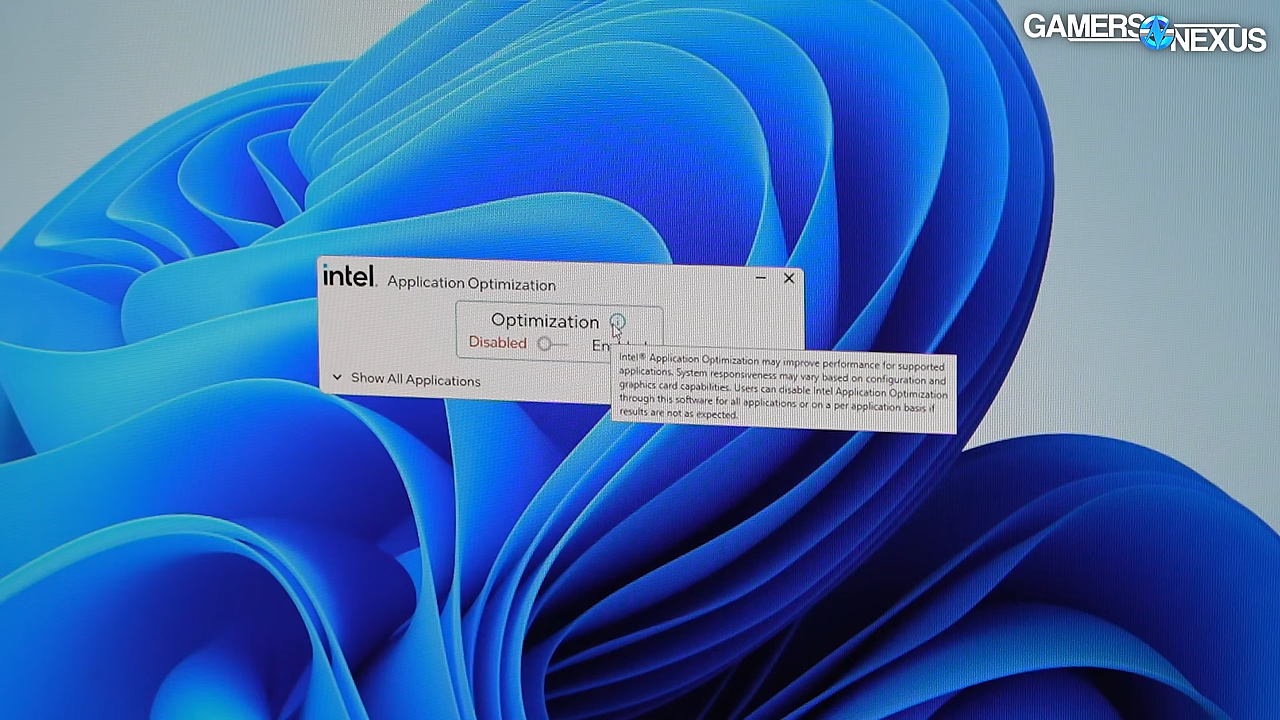 GAMERS NEXUS
intel. Application Optimization
Optimization
Disabled
Show All Applications
Intel® Application Optimization may improve performance for supported
applications. System responsiveness may vary based on configuration and
graphics card capabilities. Users can disable Intel Application Optimization
through this software for all applications or on a per application basis if
results are not as expected.